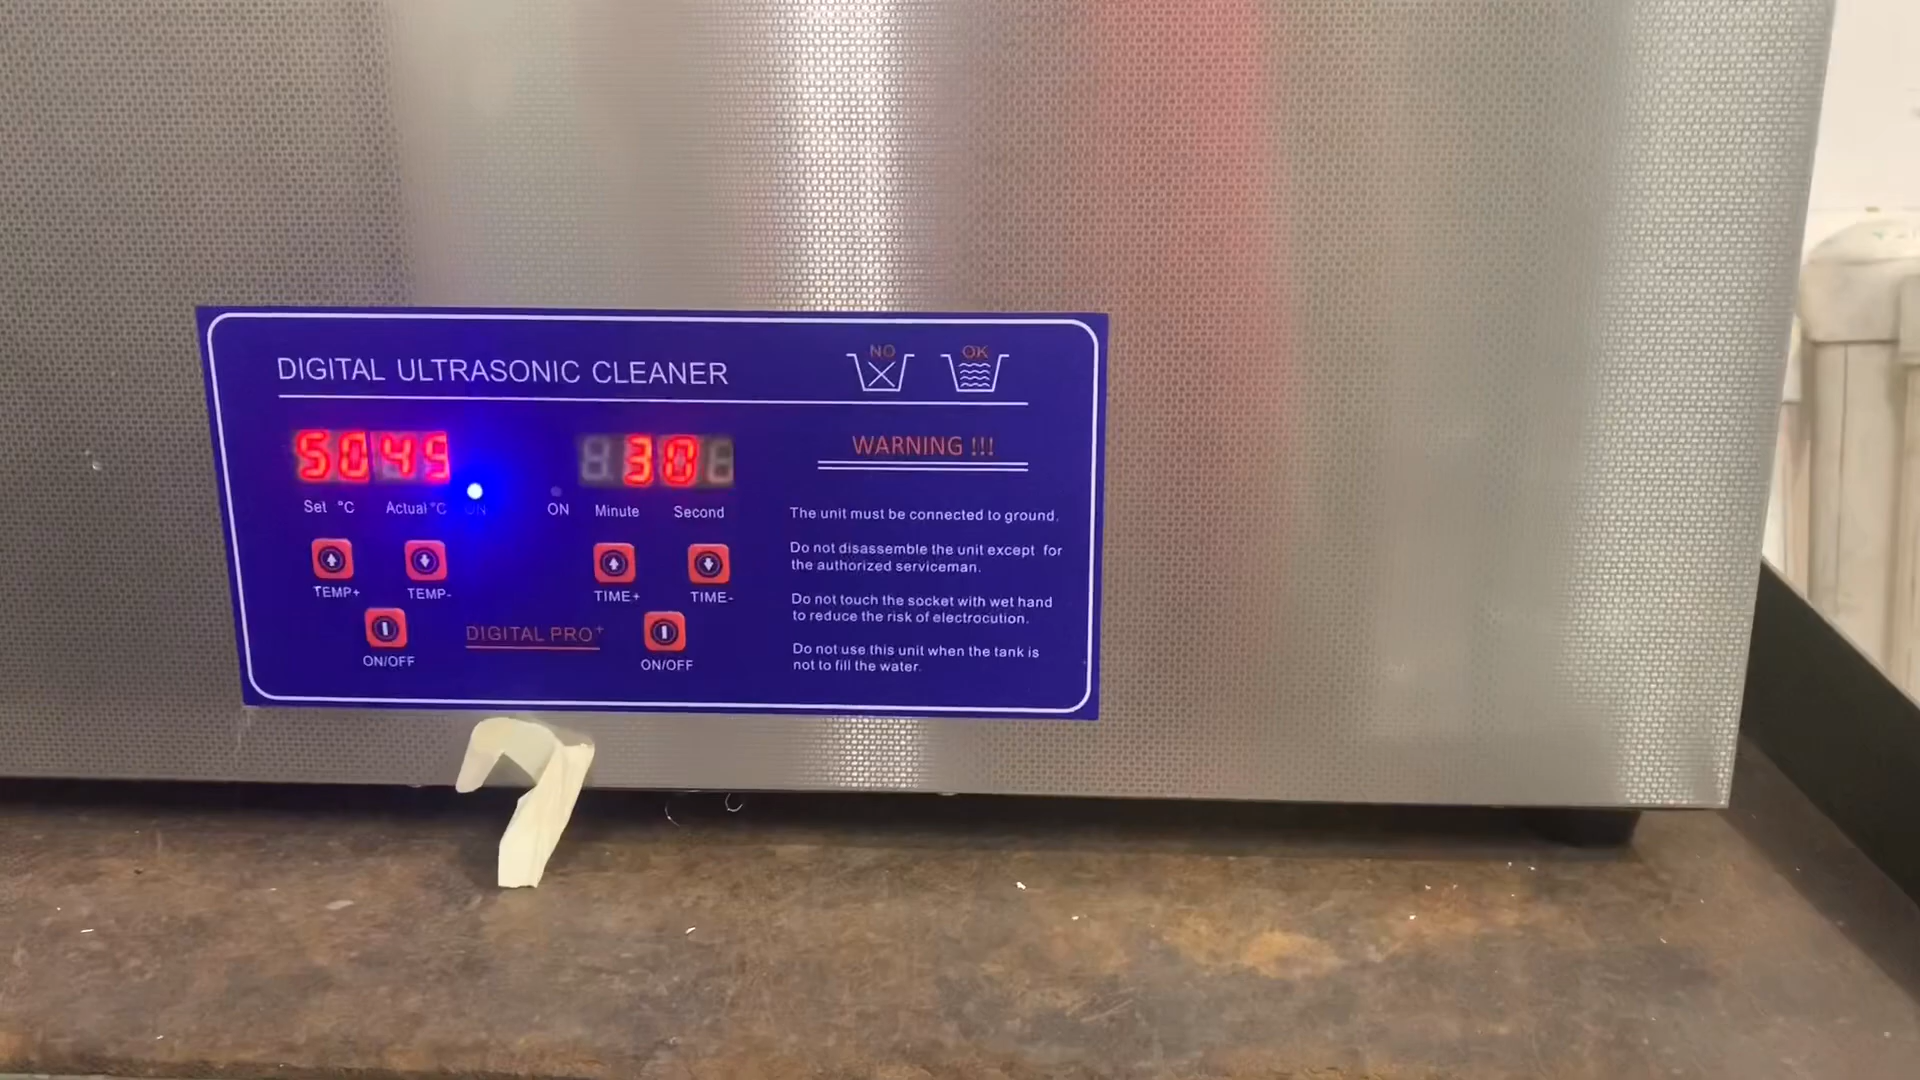 DIGITAL ULTRASONIC CLEANER
NO OK
5045 30
WARNING !!!
Set °C Actual °C ON ON Minute Second
TEMP+ TEMP- TIME+ TIME-
DIGITAL PRO+
ON/OFF ON/OFF
The unit must be connected to ground.
Do not disassemble the unit except for
the authorized serviceman.
Do not touch the socket with wet hand
to reduce the risk of electrocution.
Do not use this unit when the tank is
not to fill the water.